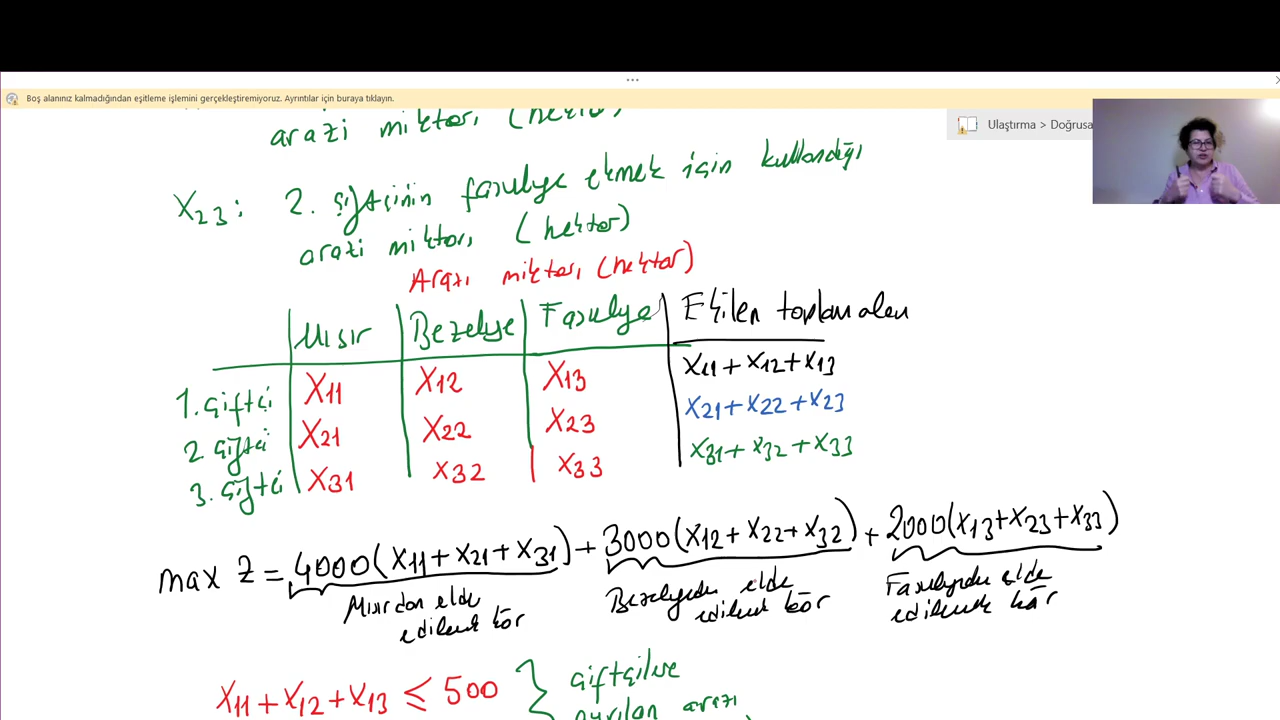 ...
Boş alanınız kalmadığından eşitleme işlemini gerçekleştiremiyoruz. Ayrıntılar için buraya tıklayın.
Ulaştırma > Doğrusa
arazi miktarı (hekta
X23: 2. çiftçinin fasulye ekmek için kullandığı
arazi miktarı (hektar)
Arazi miktarı (hektar)
Mısır Bezelye Fasulye Ekilen toplam alan
1. çiftçi X11 X12 X13 X11+X12+X13
2. çiftçi X21 X22 X23 X21+X22+X23
3. çiftçi X31 X32 X33 X31+X32+X33
max Z = 4000(X11+X21+X31)+3000(X12+X22+X32)+2000(X13+X23+X33)
Mısırdan elde edilecek kâr
Bezelyeden elde edilecek kâr
Fasulyeden elde edilecek kâr
X11+X12+X13 ≤ 500
çiftçilere
ayrılan arazi